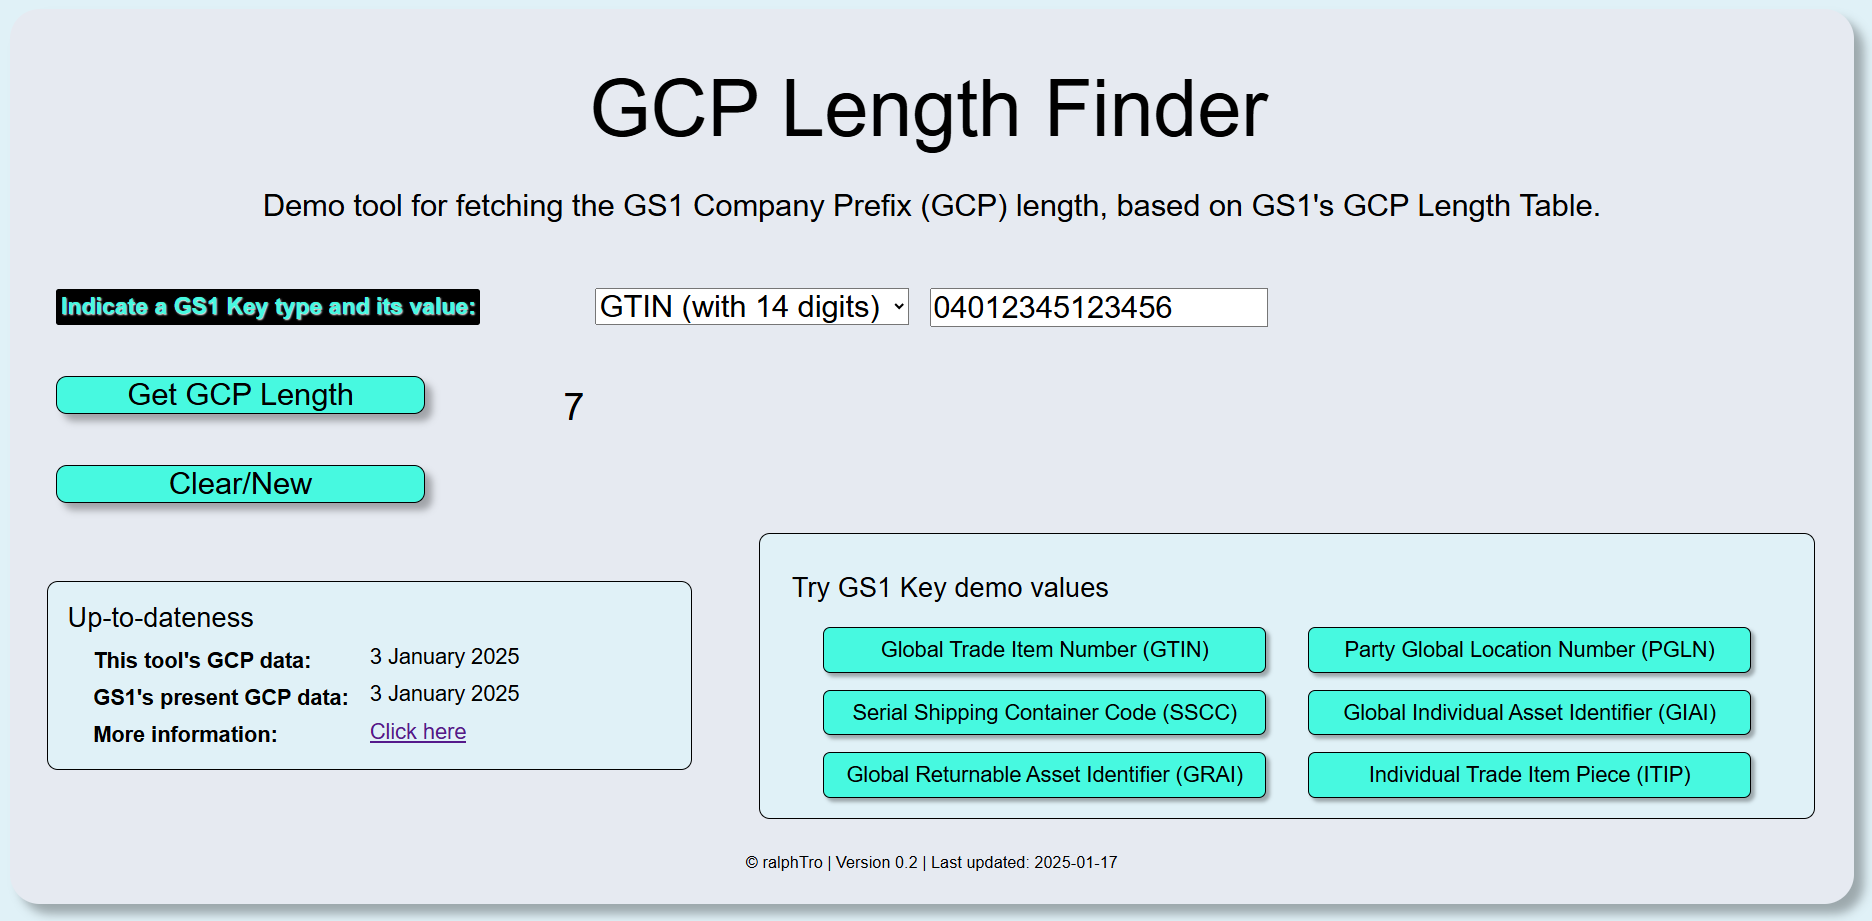 GCP Length Finder
Demo tool for fetching the GS1 Company Prefix (GCP) length, based on GS1's GCP Length Table.
Indicate a GS1 Key type and its value:
GTIN (with 14 digits)
04012345123456
Get GCP Length
7
Clear/New
Up-to-dateness
This tool's GCP data: 3 January 2025
GS1's present GCP data: 3 January 2025
More information: Click here
Try GS1 Key demo values
Global Trade Item Number (GTIN)
Party Global Location Number (PGLN)
Serial Shipping Container Code (SSCC)
Global Individual Asset Identifier (GIAI)
Global Returnable Asset Identifier (GRAI)
Individual Trade Item Piece (ITIP)
© ralphTro | Version 0.2 | Last updated: 2025-01-17